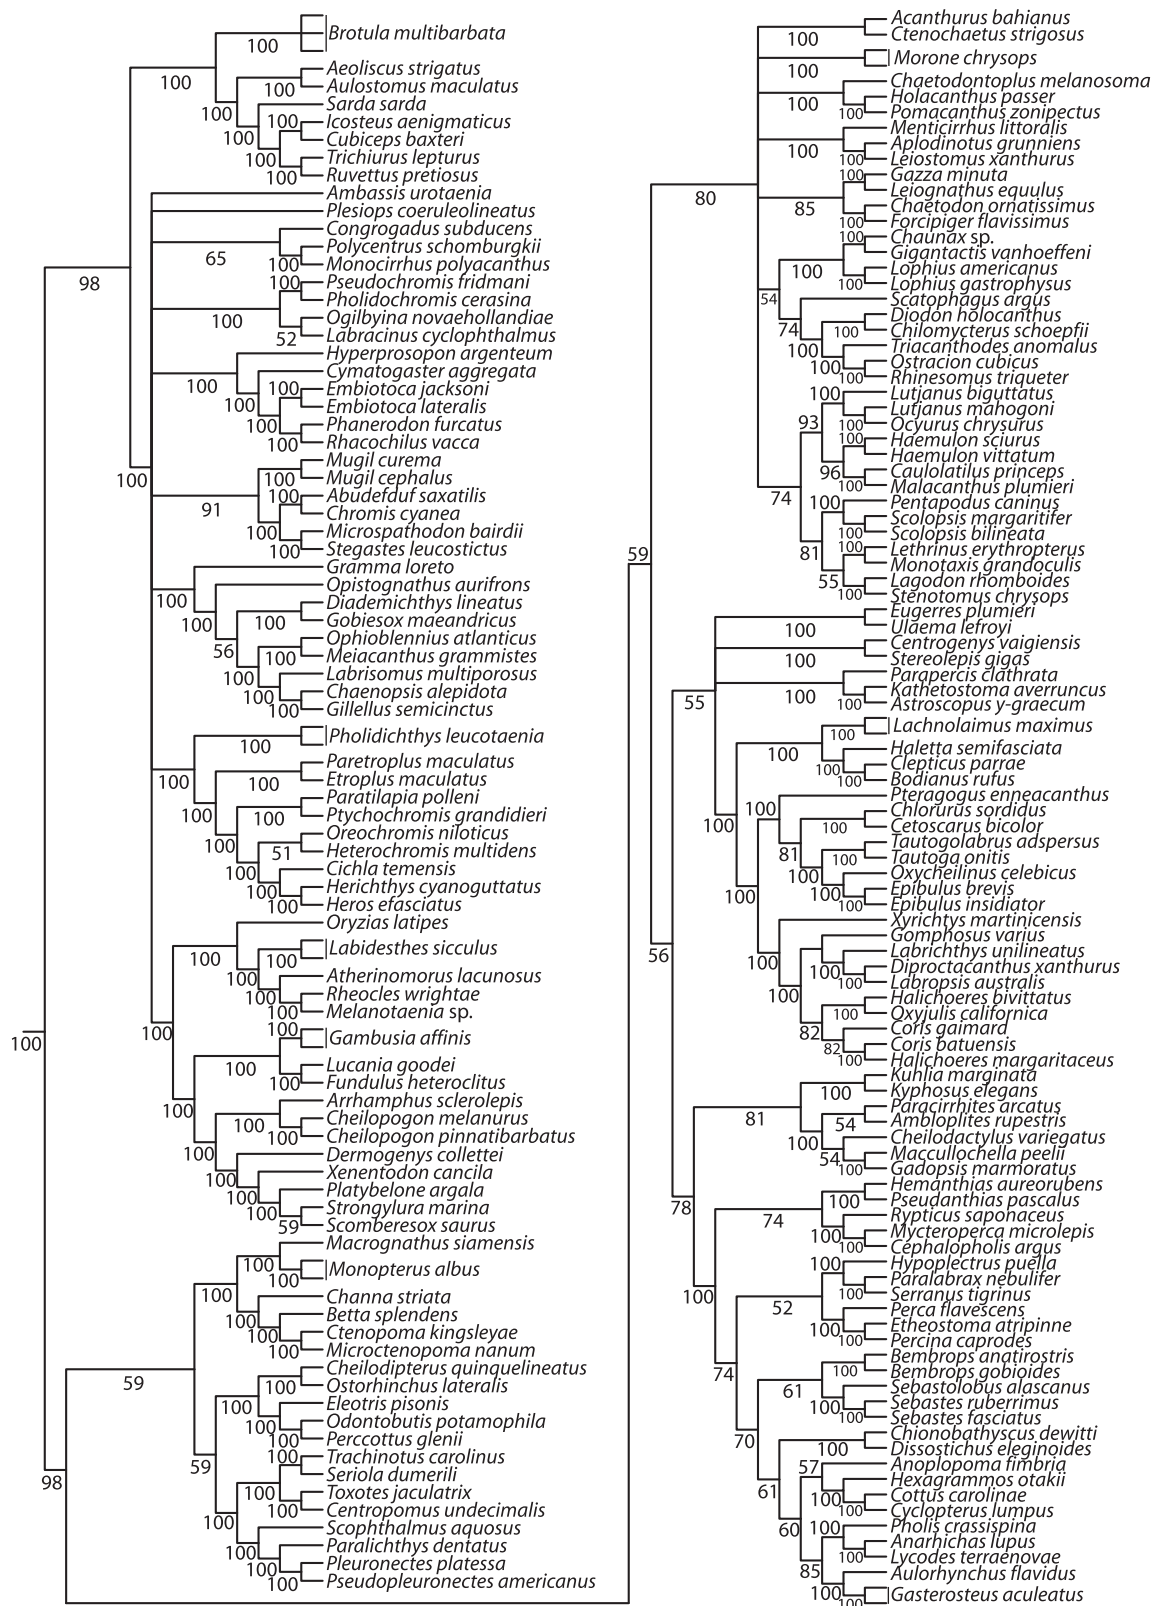 Brotula multibarbata
100
100
Aeoliscus strigatus
100
Aulostomus maculatus
100
Sarda sarda
100
Icosteus aenigmaticus
100
Cubiceps baxteri
100
Trichiurus lepturus
100
Ruvettus pretiosus
Ambassis urotaenia
Plesiops coeruleolineatus
Congrogadus subducens
65
Polycentrus schomburgkii
100
Monocirrhus polyacanthus
98
100
Pseudochromis fridmani
Pholidochromis cerasina
100
Ogilbyina novaehollandiae
52
Labracinus cyclophthalmus
Hyperprosopon argenteum
100
Cymatogaster aggregata
100
100
Embiotoca jacksoni
Embiotoca lateralis
100
Phanerodon furcatus
100
Rhacochilus vacca
Mugil curema
100
100
Mugil cephalus
100
Abudefduf saxatilis
91
Chromis cyanea
100
Microspathodon bairdii
100
Stegastes leucostictus
Gramma loreto
100
Opistognathus aurifrons
100
Diademichthys lineatus
100
Gobiesox maeandricus
56
Ophioblennius atlanticus
100
Meiacanthus grammistes
100
Labrisomus multiporosus
100
Chaenopsis alepidota
100
Gillellus semicinctus
100
Pholidichthys leucotaenia
100
Paretroplus maculatus
100
Etroplus maculatus
100
Paratilapia polleni
100
Ptychochromis grandidieri
100
Oreochromis niloticus
51
Heterochromis multidens
100
Cichla temensis
100
Herichthys cyanoguttatus
100
Heros efasciatus
Oryzias latipes
100
100
Labidesthes sicculus
100
Atherinomorus lacunosus
100
Rheocles wrightae
100
Melanotaenia sp.
100
100
100
Gambusia affinis
100
Lucania goodei
100
Fundulus heteroclitus
100
Arrhamphus sclerolepis
100
Cheilopogon melanurus
100
Cheilopogon pinnatibarbatus
100
Dermogenys collettei
100
Xenentodon cancila
100
Platybelone argala
100
Strongylura marina
59
Scomberesox saurus
Macrognathus siamensis
100
100
Monopterus albus
100
Channa striata
100
Betta splendens
100
Ctenopoma kingsleyae
100
Microctenopoma nanum
59
Cheilodipterus quinquelineatus
100
Ostorhinchus lateralis
100
Eleotris pisonis
100
Odontobutis potamophila
100
Perccottus glenii
59
100
Trachinotus carolinus
98
Seriola dumerili
100
Toxotes jaculatrix
100
Centropomus undecimalis
100
Scophthalmus aquosus
100
Paralichthys dentatus
100
Pleuronectes platessa
100
Pseudopleuronectes americanus
Acanthurus bahianus
100
Ctenochaetus strigosus
Morone chrysops
100
Chaetodontoplus melanosoma
100
Holacanthus passer
100
Pomacanthus zonipectus
Menticirrhus littoralis
100
Aplodinotus grunniens
100
Leiostomus xanthurus
100
Gazza minuta
80
Leiognathus equulus
85
Chaetodon ornatissimus
100
Forcipiger flavissimus
100
Chaunax sp.
Gigantactis vanhoeffeni
100
Lophius americanus
100
Lophius gastrophysus
54
Scatophagus argus
74
Diodon holocanthus
100
Chilomycterus schoepfii
100
Triacanthodes anomalus
100
Ostracion cubicus
100
Rhinesomus triqueter
100
Lutjanus biguttatus
Lutjanus mahogoni
93
100
Ocyurus chrysurus
100
Haemulon sciurus
Haemulon vittatum
96
Caulolatilus princeps
100
Malacanthus plumieri
74
100
Pentapodus caninus
Scolopsis margaritifer
100
Scolopsis bilineata
81
100
Lethrinus erythropterus
59
Monotaxis grandoculis
55
Lagodon rhomboides
100
Stenotomus chrysops
Eugerres plumieri
100
Ulaema lefroyi
Centrogenys vaigiensis
100
Stereolepis gigas
Parapercis clathrata
55
100
Kathetostoma averruncus
100
Astroscopus y-graecum
100
Lachnolaimus maximus
100
Haletta semifasciata
100
Clepticus parrae
100
Bodianus rufus
Pteragogus enneacanthus
100
100
Chlorurus sordidus
100
Cetoscarus bicolor
81
Tautogolabrus adspersus
100
Tautoga onitis
100
Oxycheilinus celebicus
100
Epibulus brevis
100
100
Epibulus insidiator
Xyrichtys martinicensis
56
100
Gomphosus varius
Labrichthys unilineatus
100
Diproctacanthus xanthurus
100
Labropsis australis
100
Halichoeres bivittatus
100
Oxyjulis californica
82
Coris gaimard
82
Coris batuensis
100
Halichoeres margaritaceus
Kuhlia marginata
100
Kyphosus elegans
81
Paracirrhites arcatus
54
Ambloplites rupestris
100
Cheilodactylus variegatus
54
Maccullochella peelii
100
Gadopsis marmoratus
78
Hemanthias aureorubens
100
Pseudanthias pascalus
74
Rypticus saponaceus
100
Mycteroperca microlepis
100
Cephalopholis argus
100
100
Hypoplectrus puella
Paralabrax nebulifer
100
Serranus tigrinus
52
Perca flavescens
100
Etheostoma atripinne
100
Percina caprodes
74
Bembrops anatirostris
100
Bembrops gobioides
61
Sebastolobus alascanus
100
Sebastes ruberrimus
100
Sebastes fasciatus
70
Chionobathyscus dewitti
100
Dissostichus eleginoides
57
Anoplopoma fimbria
61
Hexagrammos otakii
100
Cottus carolinae
100
Cyclopterus lumpus
60
100
Pholis crassispina
Anarhichas lupus
100
Lycodes terraenovae
85
Aulorhynchus flavidus
100
Gasterosteus aculeatus
100